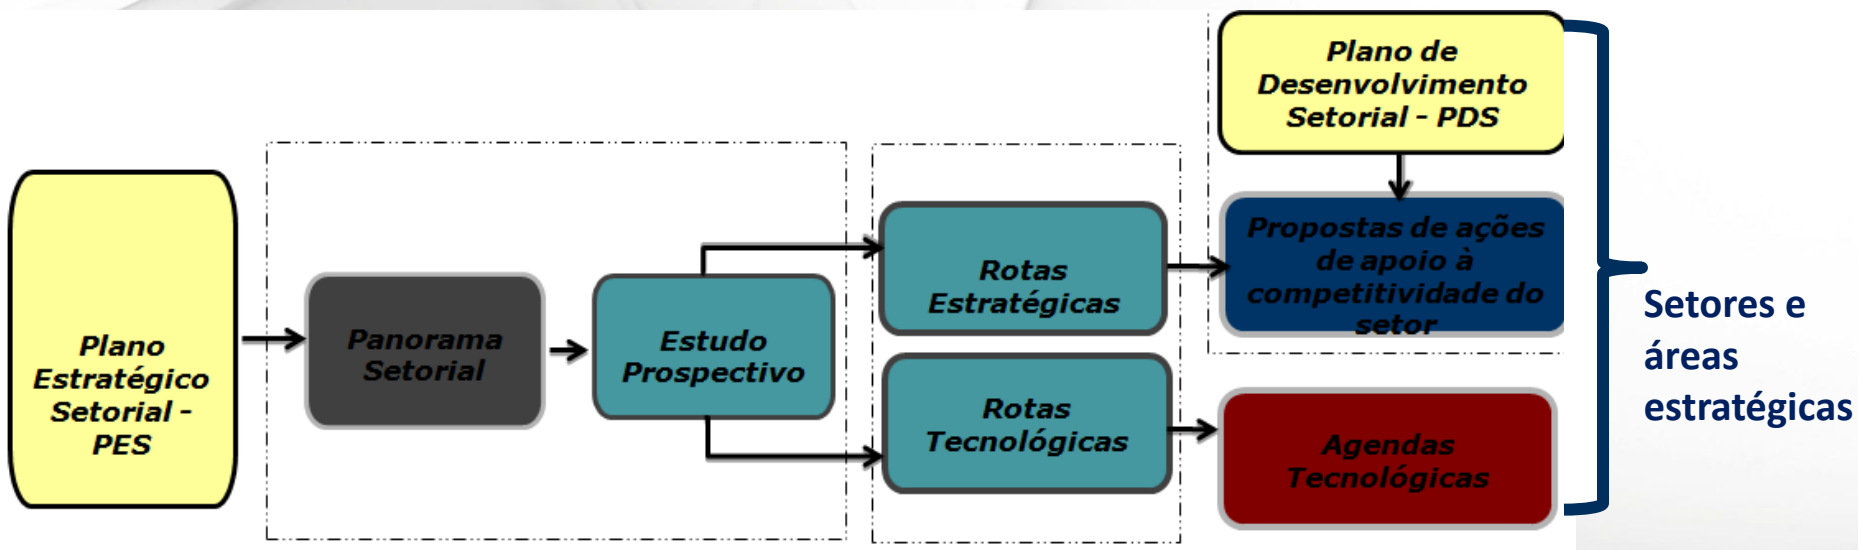 Plano
Estratégico
Setorial -
PES
Panorama
Setorial
Estudo
Prospectivo
Rotas
Estratégicas
Rotas
Tecnológicas
Plano de
Desenvolvimento
Setorial - PDS
Propostas de ações
de apoio à
competitividade do
setor
Agendas
Tecnológicas
Setores e
áreas
estratégicas